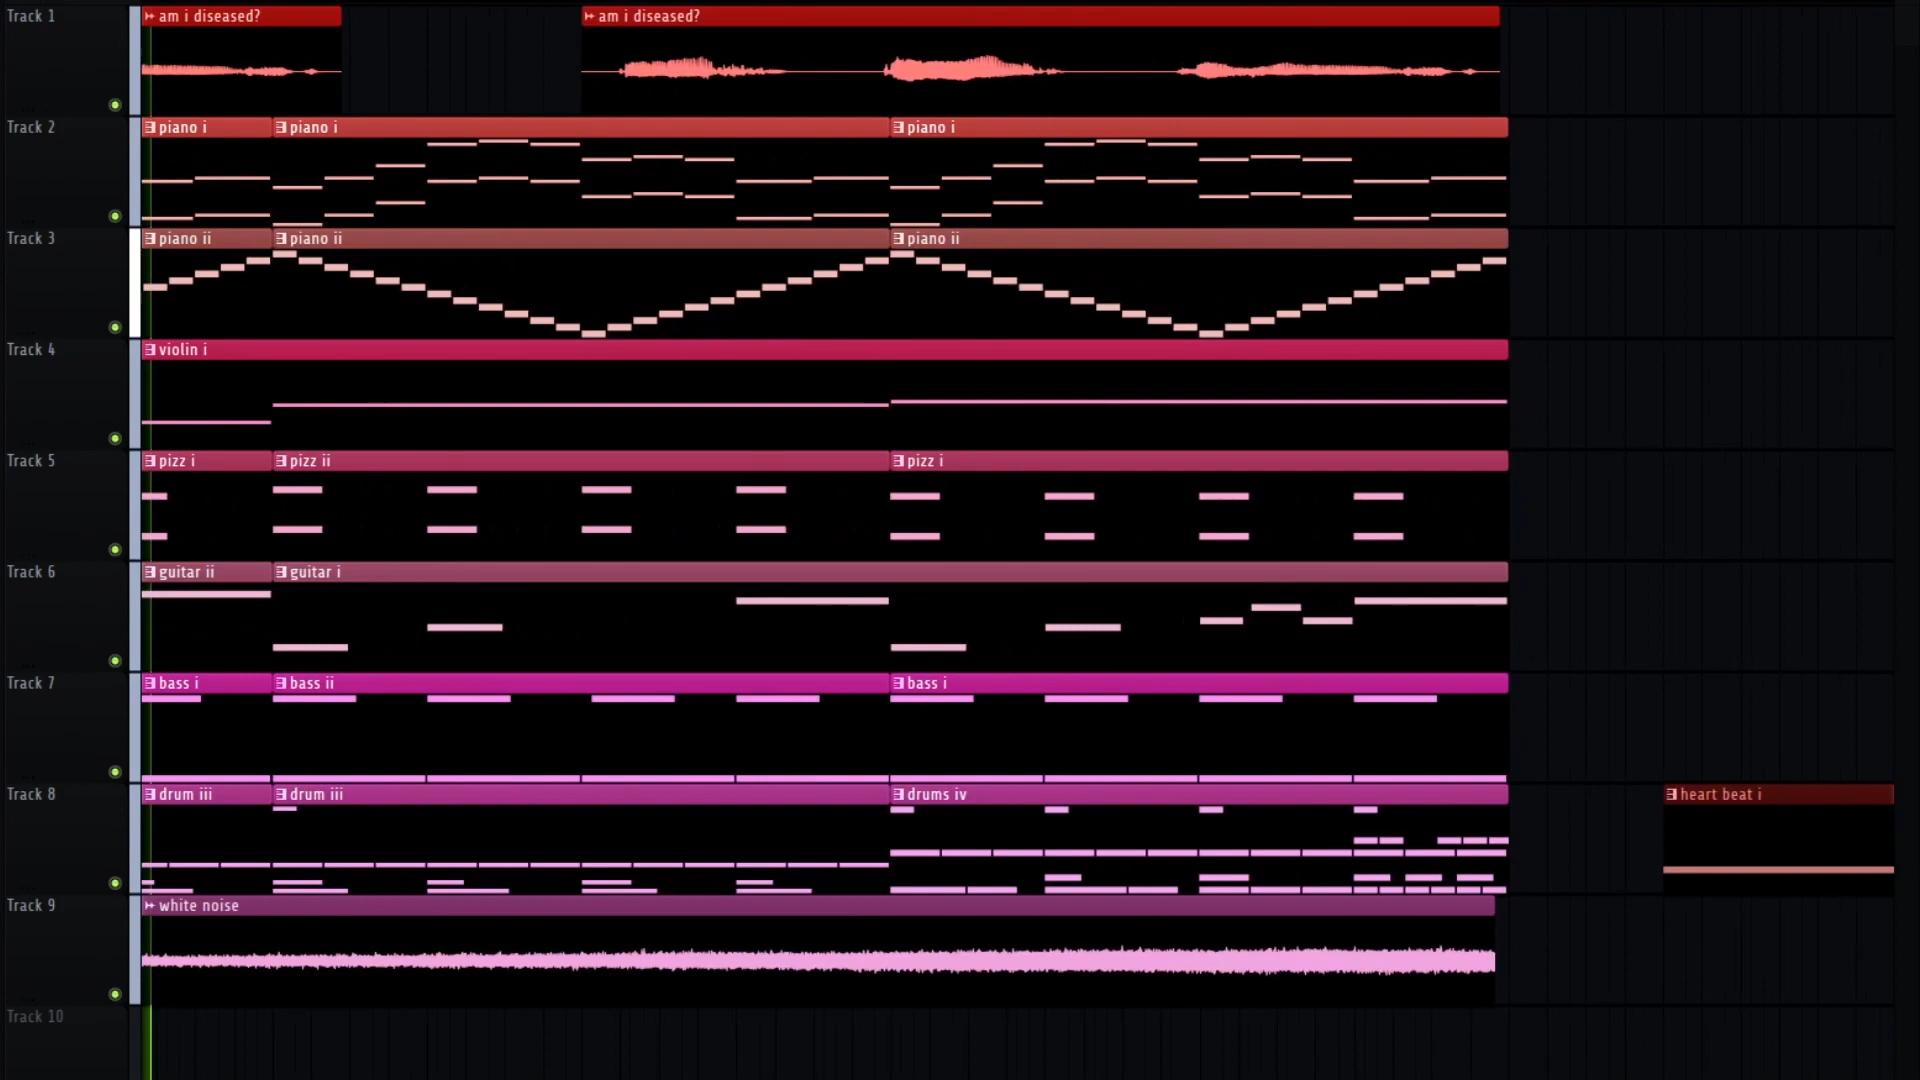 Track 1
am i diseased?
am i diseased?
Track 2
piano i
piano i
piano i
Track 3
piano ii
piano ii
piano ii
Track 4
violin i
Track 5
pizz i
pizz ii
pizz i
Track 6
guitar ii
guitar i
Track 7
bass i
bass ii
bass i
Track 8
drum iii
drum iii
drums iv
heart beat i
Track 9
white noise
Track 10